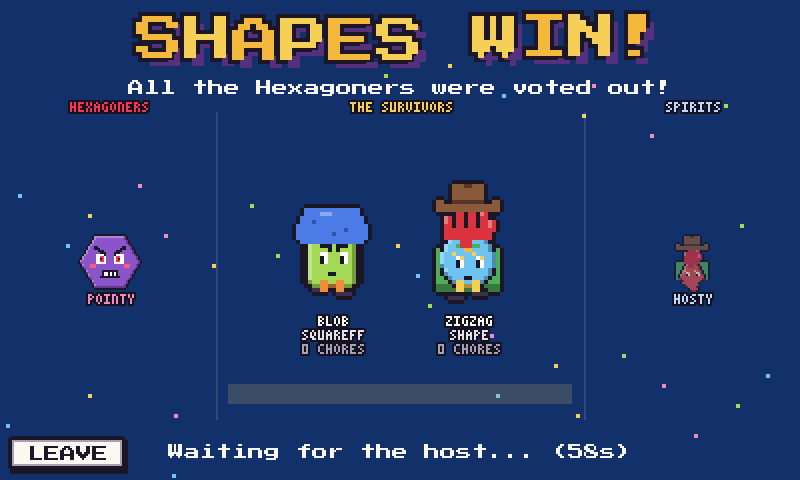 SHAPES WIN!
All the Hexagoners were voted out!
HEXAGONERS
THE SURVIVORS
SPIRITS
POINTY
BLOB SQUAREFF
0 CHORES
ZIGZAG SHAPE
0 CHORES
HOSTY
LEAVE
Waiting for the host... (58s)